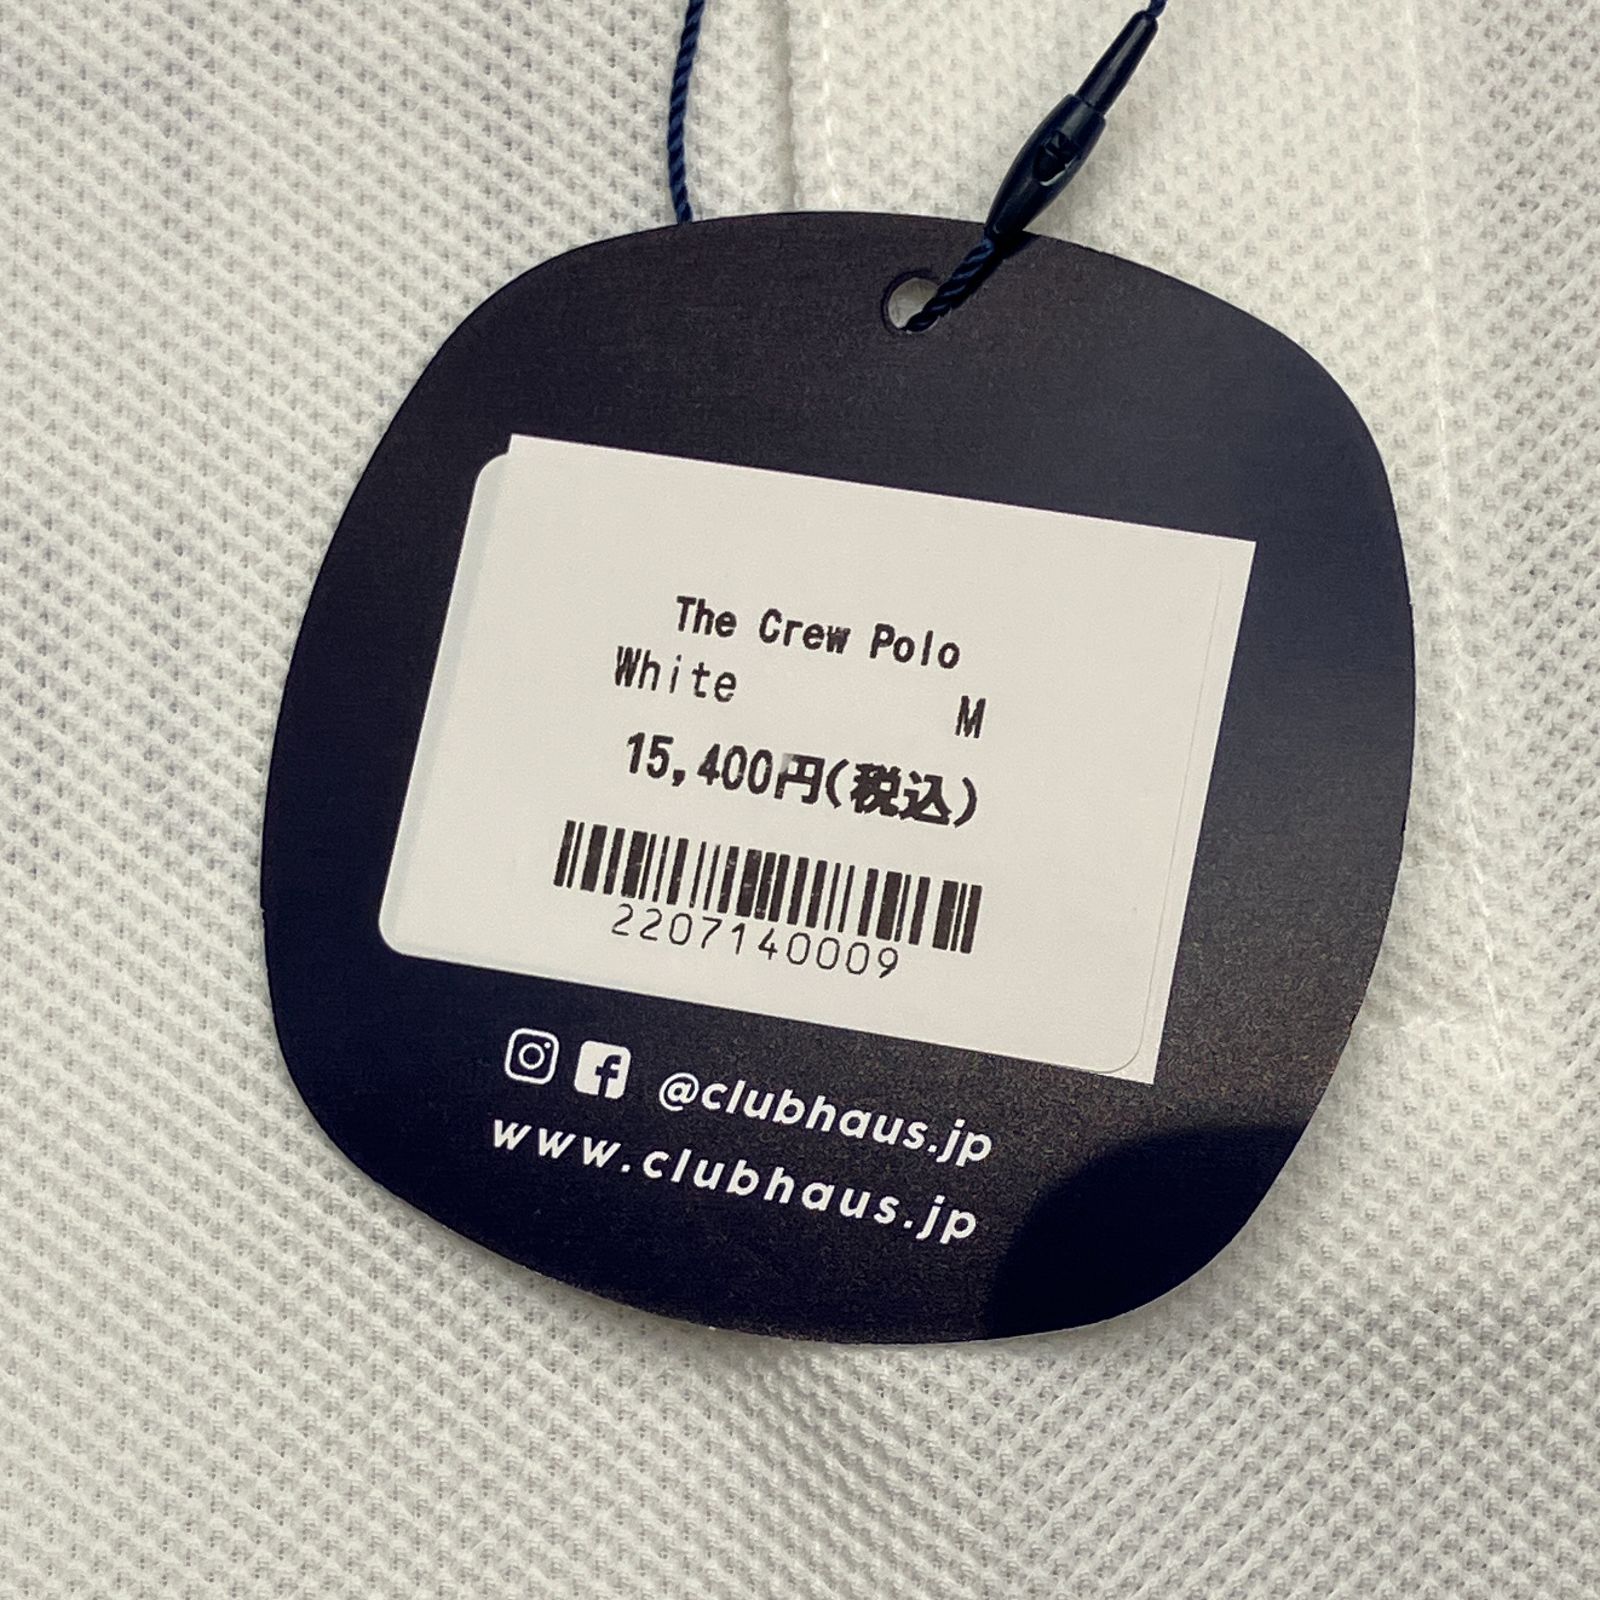 The Crew Polo
White M
15,400円(税込)
2207140009
@clubhaus.jp
www.clubhaus.jp